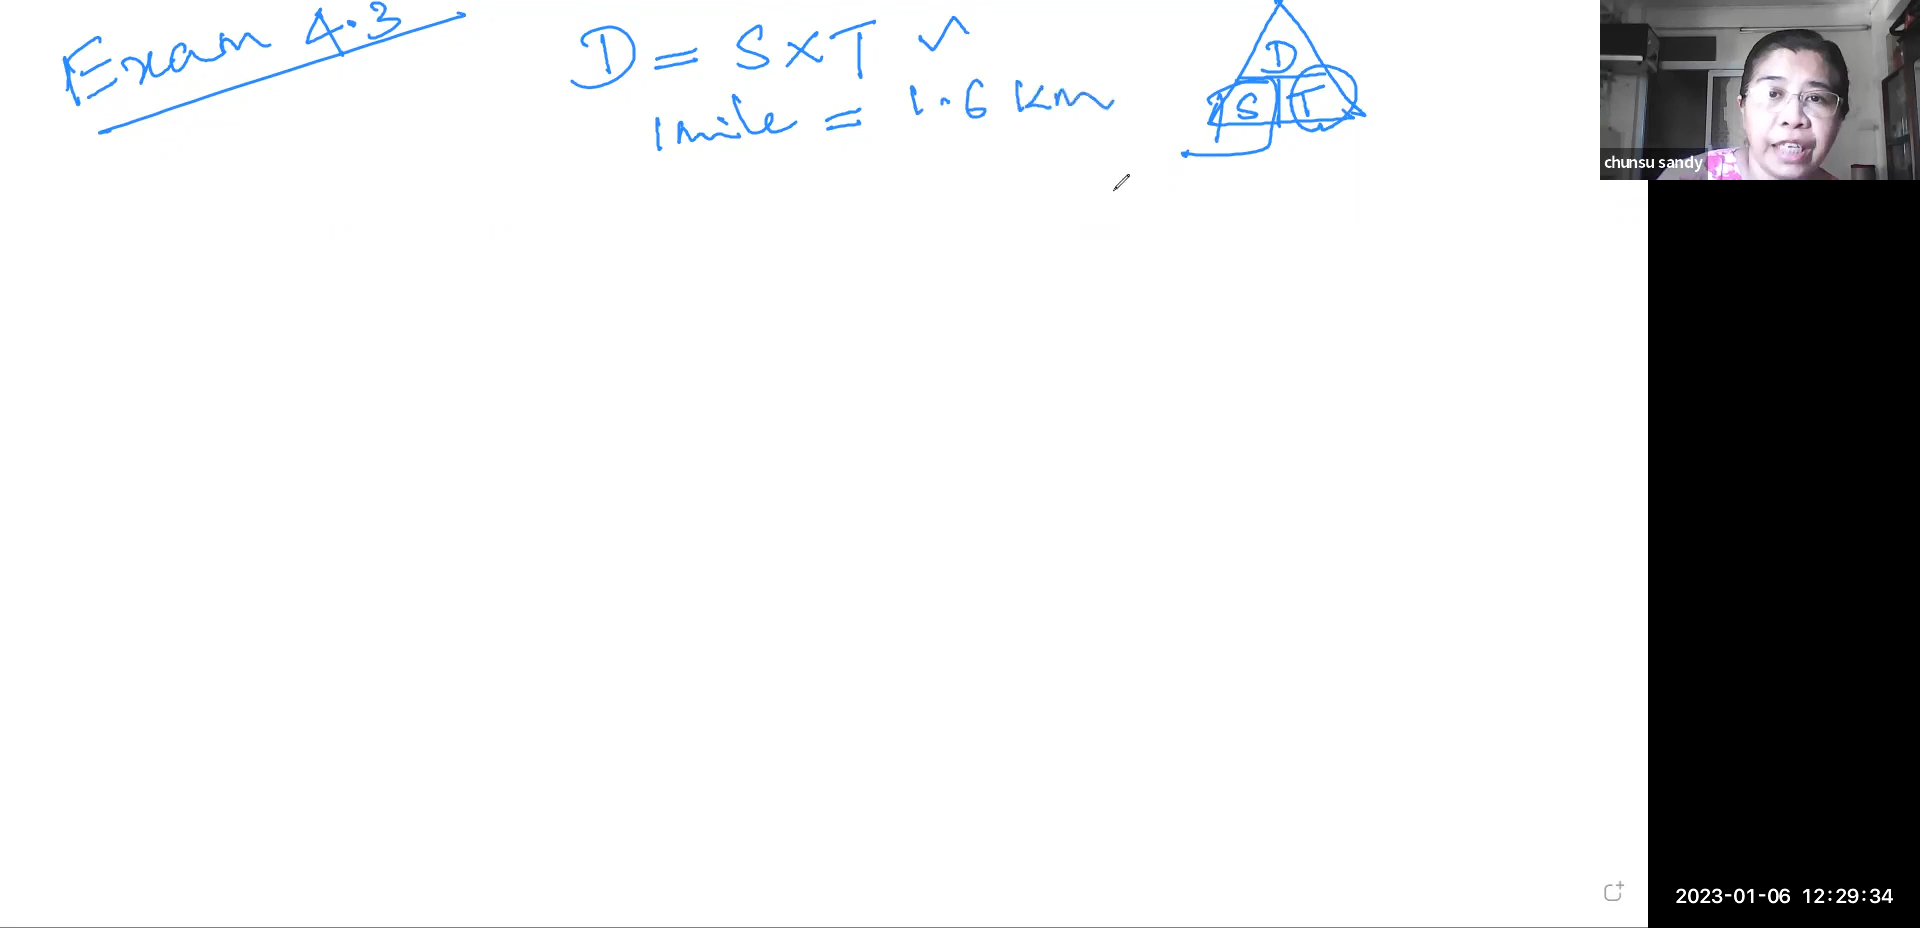 Exam 4.3
D = S × T
1 mile = 1.6 km
D
S T
chunsu sandy
2023-01-06 12:29:34